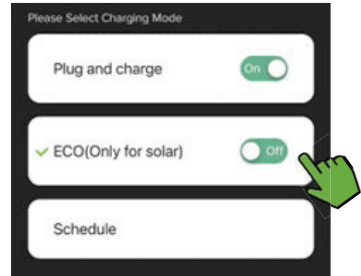 Please Select Charging Mode
Plug and charge On
ECO(Only for solar) Off
Schedule